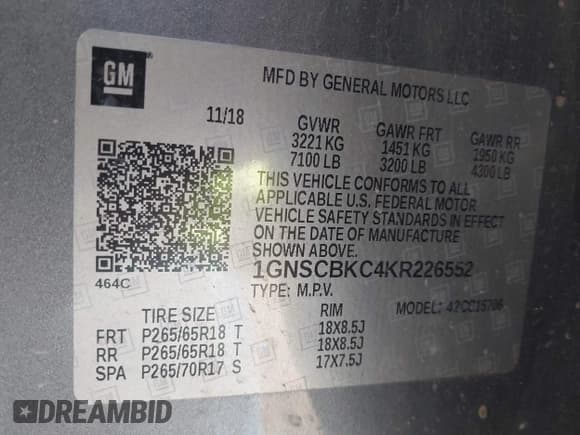 GM
MFD BY GENERAL MOTORS LLC
11/18 GVWR GAWR FRT GAWR RR
3221 KG 1451 KG 1950 KG
7100 LB 3200 LB 4300 LB
THIS VEHICLE CONFORMS TO ALL
APPLICABLE U.S. FEDERAL MOTOR
VEHICLE SAFETY STANDARDS IN EFFECT
ON THE DATE OF MANUFACTURE
SHOWN ABOVE.
464C 1GNSCBKC4KR226552
TYPE: M.P.V. MODEL: 42CC15706
TIRE SIZE RIM
FRT P265/65R18 T 18X8.5J
RR P265/65R18 T 18X8.5J
SPA P265/70R17 S 17X7.5J
DREAMBID